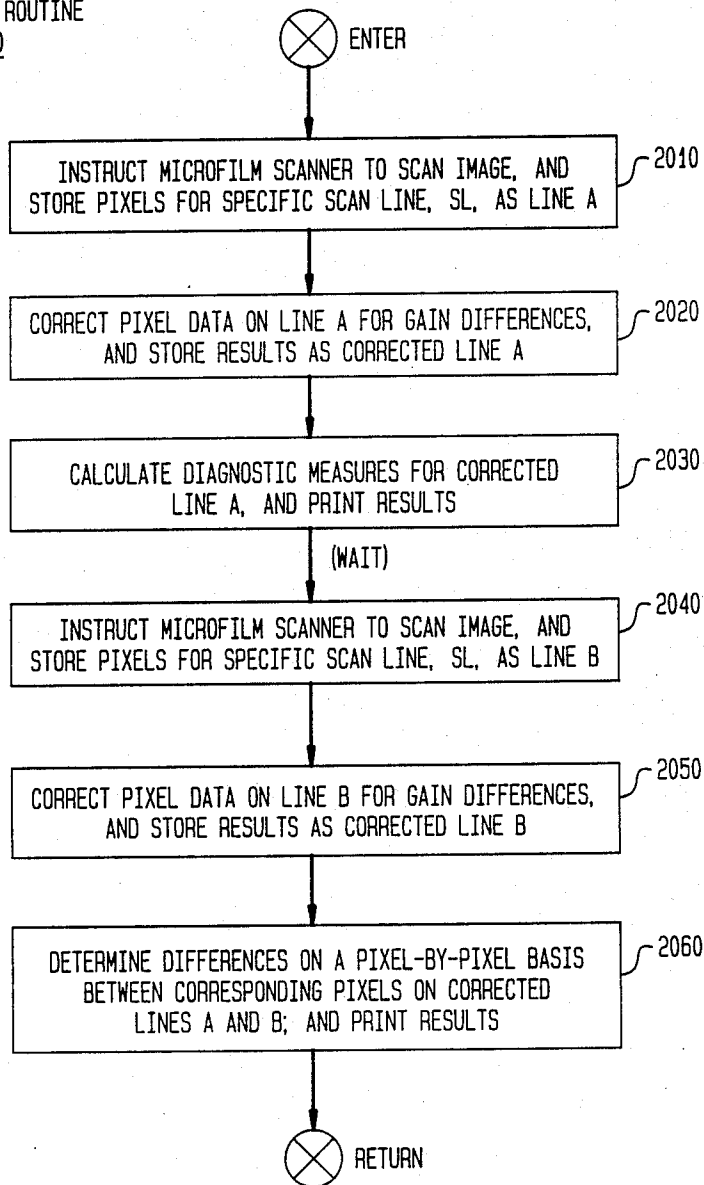 ROUTINE
ENTER
INSTRUCT MICROFILM SCANNER TO SCAN IMAGE, AND
STORE PIXELS FOR SPECIFIC SCAN LINE, SL, AS LINE A
2010
CORRECT PIXEL DATA ON LINE A FOR GAIN DIFFERENCES,
AND STORE RESULTS AS CORRECTED LINE A
2020
CALCULATE DIAGNOSTIC MEASURES FOR CORRECTED
LINE A, AND PRINT RESULTS
2030
(WAIT)
INSTRUCT MICROFILM SCANNER TO SCAN IMAGE, AND
STORE PIXELS FOR SPECIFIC SCAN LINE, SL, AS LINE B
2040
CORRECT PIXEL DATA ON LINE B FOR GAIN DIFFERENCES,
AND STORE RESULTS AS CORRECTED LINE B
2050
DETERMINE DIFFERENCES ON A PIXEL-BY-PIXEL BASIS
BETWEEN CORRESPONDING PIXELS ON CORRECTED
LINES A AND B; AND PRINT RESULTS
2060
RETURN